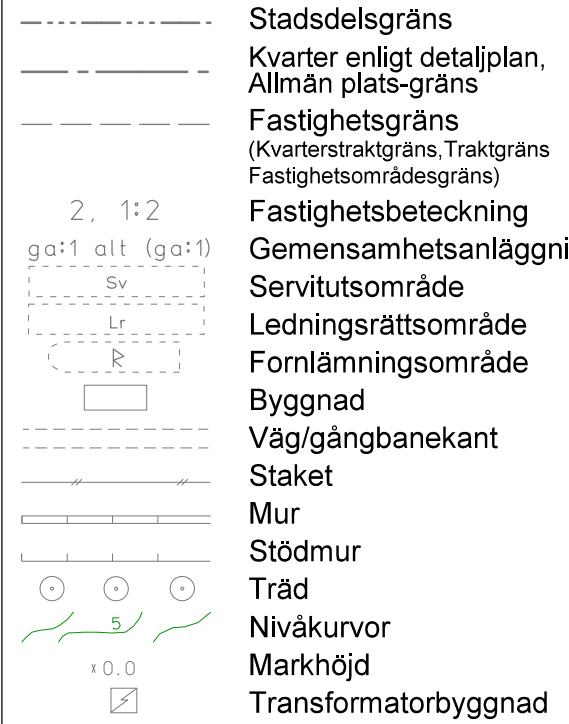 Stadsdelsgräns
Kvarter enligt detaljplan,
Allmän plats-gräns
Fastighetsgräns
(Kvarterstraktgräns,Traktgräns
Fastighetsområdesgräns)
2, 1:2 Fastighetsbeteckning
ga:1 alt (ga:1) Gemensamhetsanläggni
Sv Servitutsområde
Lr Ledningsrättsområde
R Fornlämningsområde
Byggnad
Väg/gångbanekant
Staket
Mur
Stödmur
Träd
5 Nivåkurvor
x 0.0 Markhöjd
Transformatorbyggnad